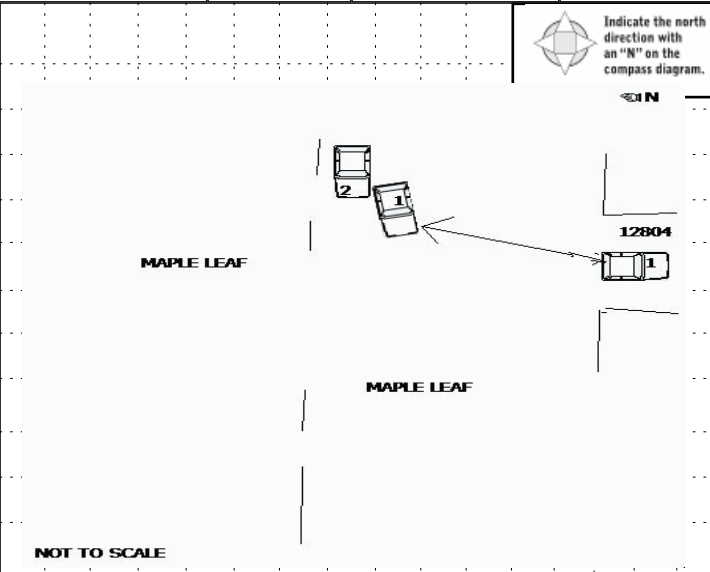 Indicate the north
direction with
an “N” on the
compass diagram.
N
2
1
12804
MAPLE LEAF
1
MAPLE LEAF
NOT TO SCALE